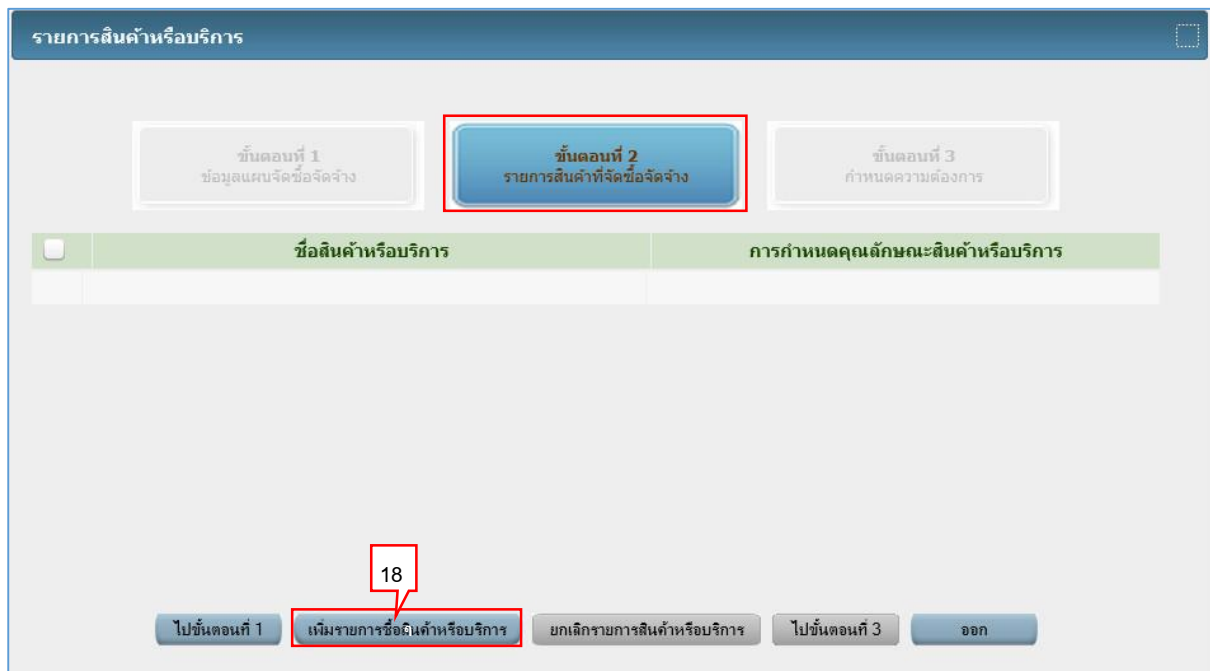 รายการสินค้าหรือบริการ
ขั้นตอนที่ 1
ข้อมูลแผนจัดซื้อจัดจ้าง
ขั้นตอนที่ 2
รายการสินค้าที่จัดซื้อจัดจ้าง
ขั้นตอนที่ 3
กำหนดความต้องการ
ชื่อสินค้าหรือบริการ การกำหนดคุณลักษณะสินค้าหรือบริการ
18
ไปขั้นตอนที่ 1 เพิ่มรายการชื่อสินค้าหรือบริการ ยกเลิกรายการสินค้าหรือบริการ ไปขั้นตอนที่ 3 ออก